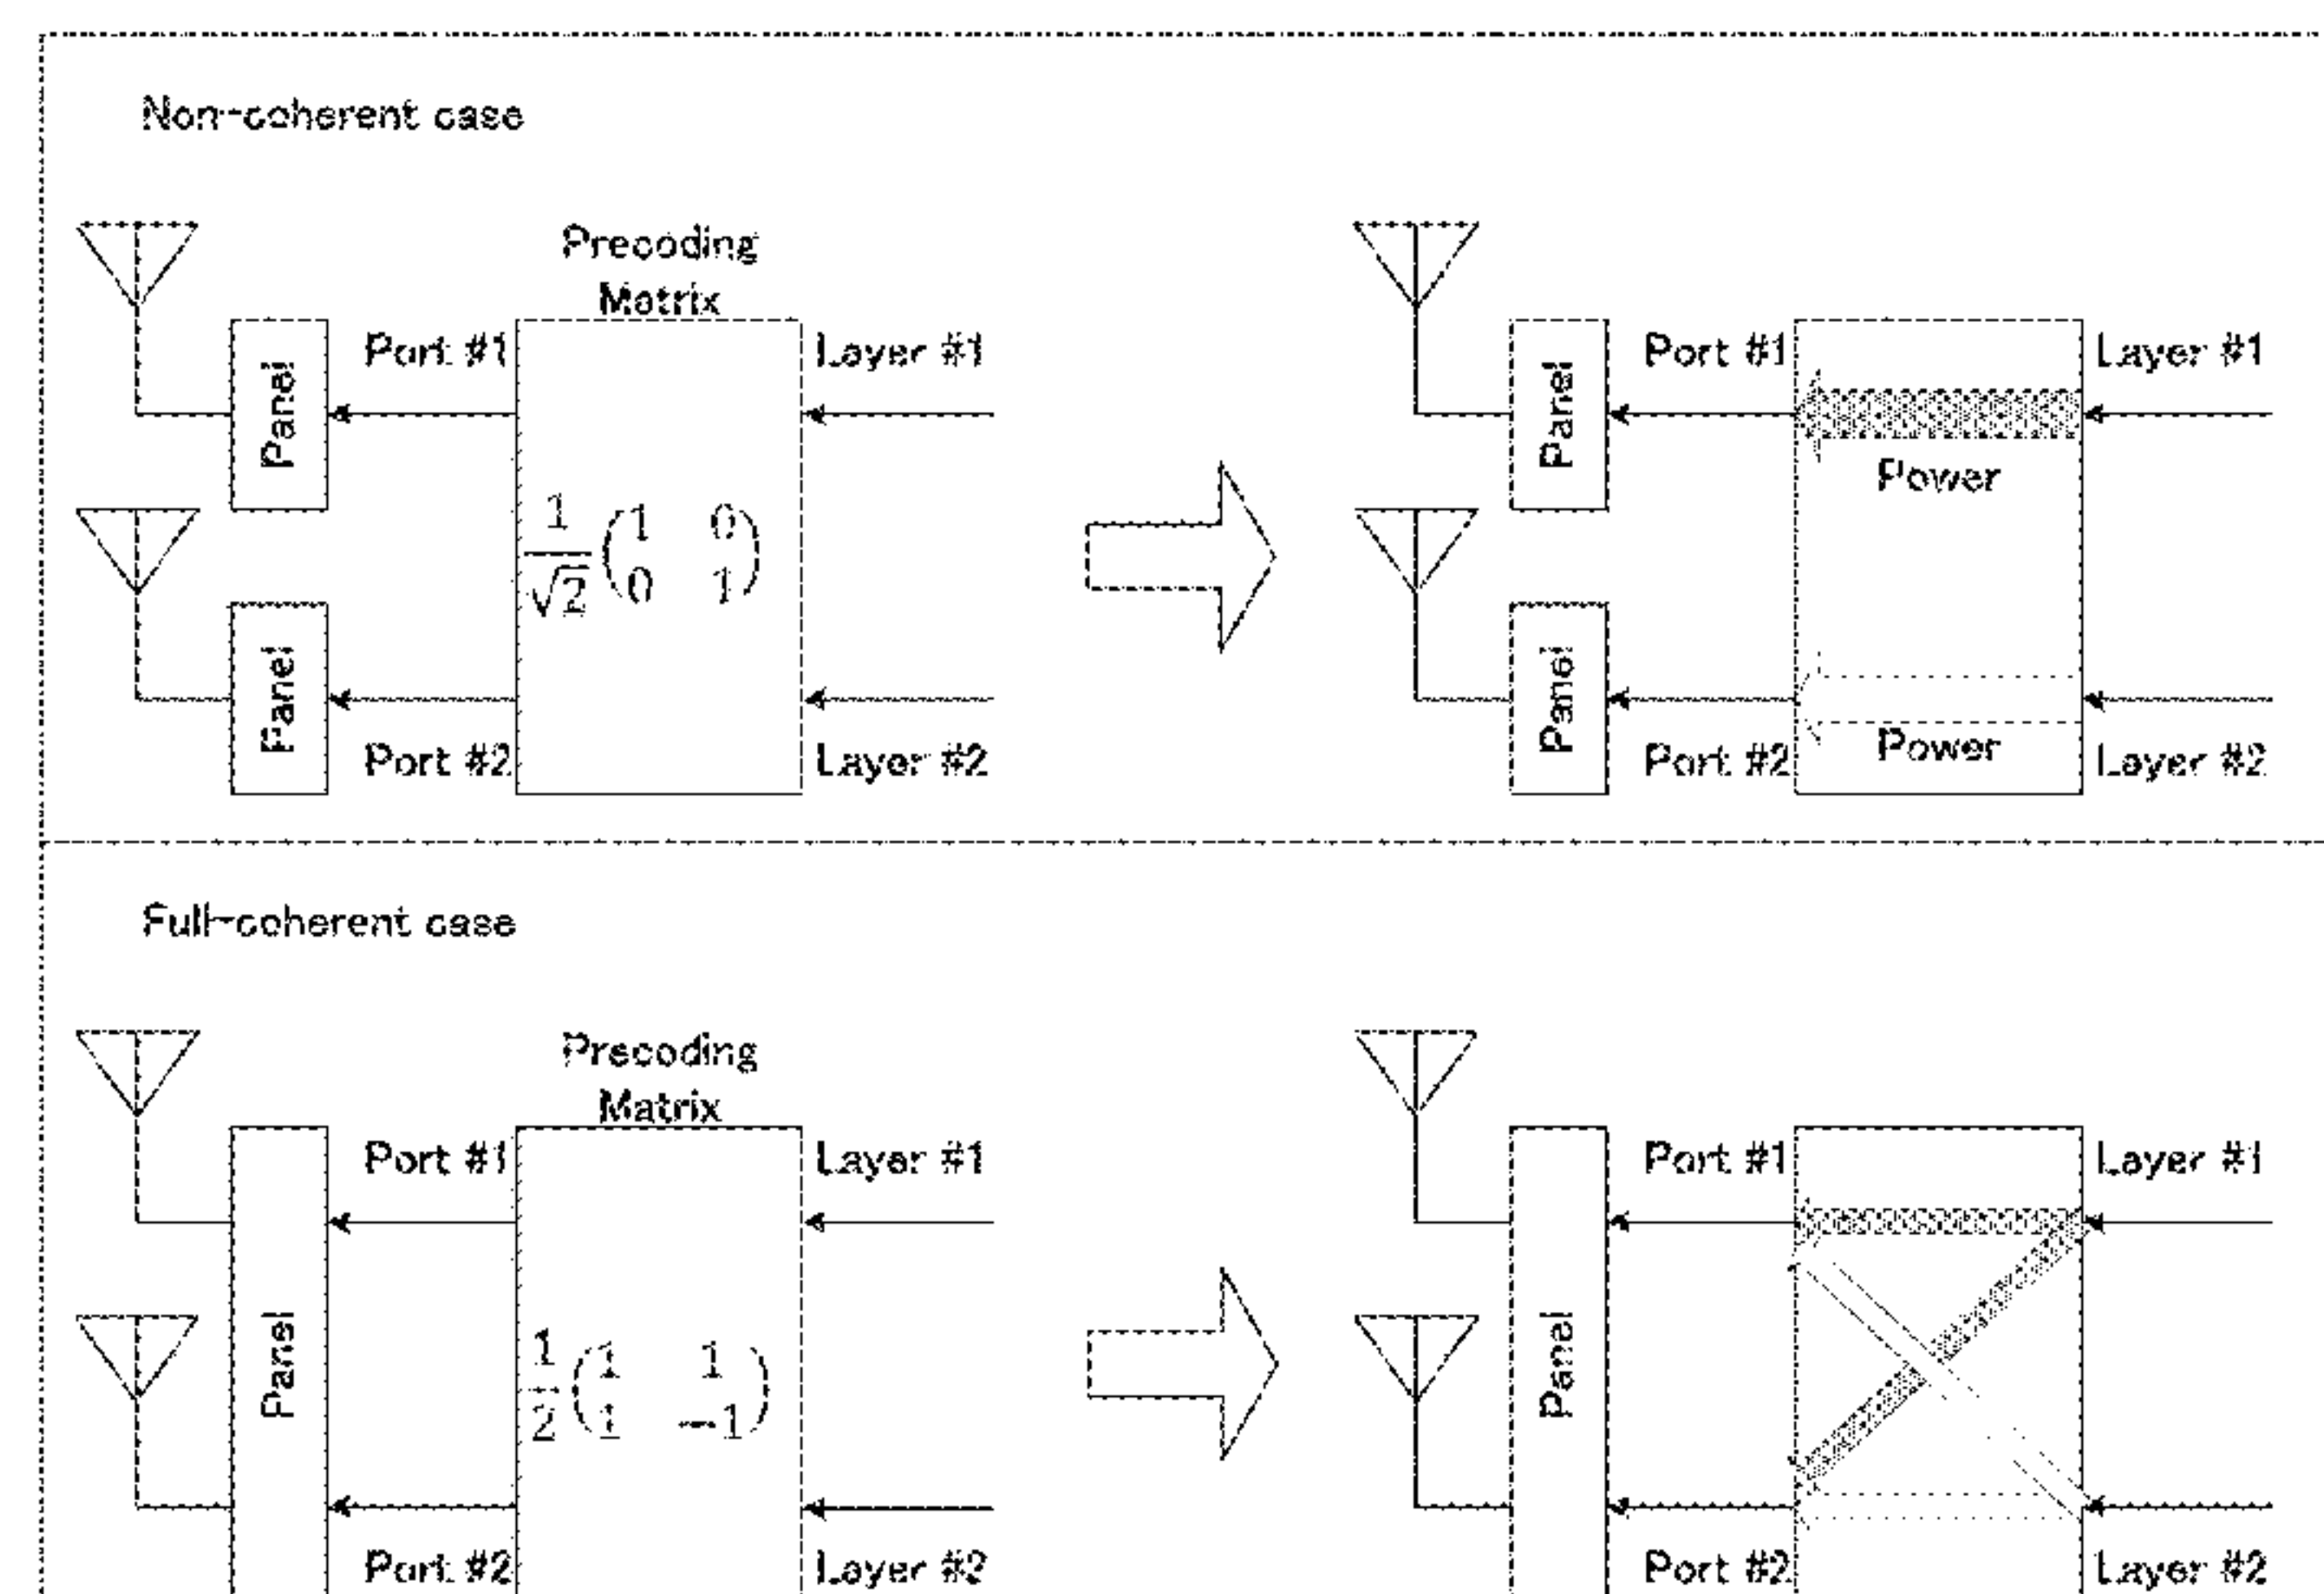 Non-coherent case
Precoding
Matrix
Port #1
Layer #1
Panel
1/√2 (1 0
0 1)
Panel
Port #2
Layer #2
Port #1
Layer #1
Panel
Power
Panel
Power
Port #2
Layer #2
Full-coherent case
Precoding
Matrix
Port #1
Layer #1
Panel
1/2 (1 1
1 −1)
Port #2
Layer #2
Port #1
Layer #1
Panel
Port #2
Layer #2